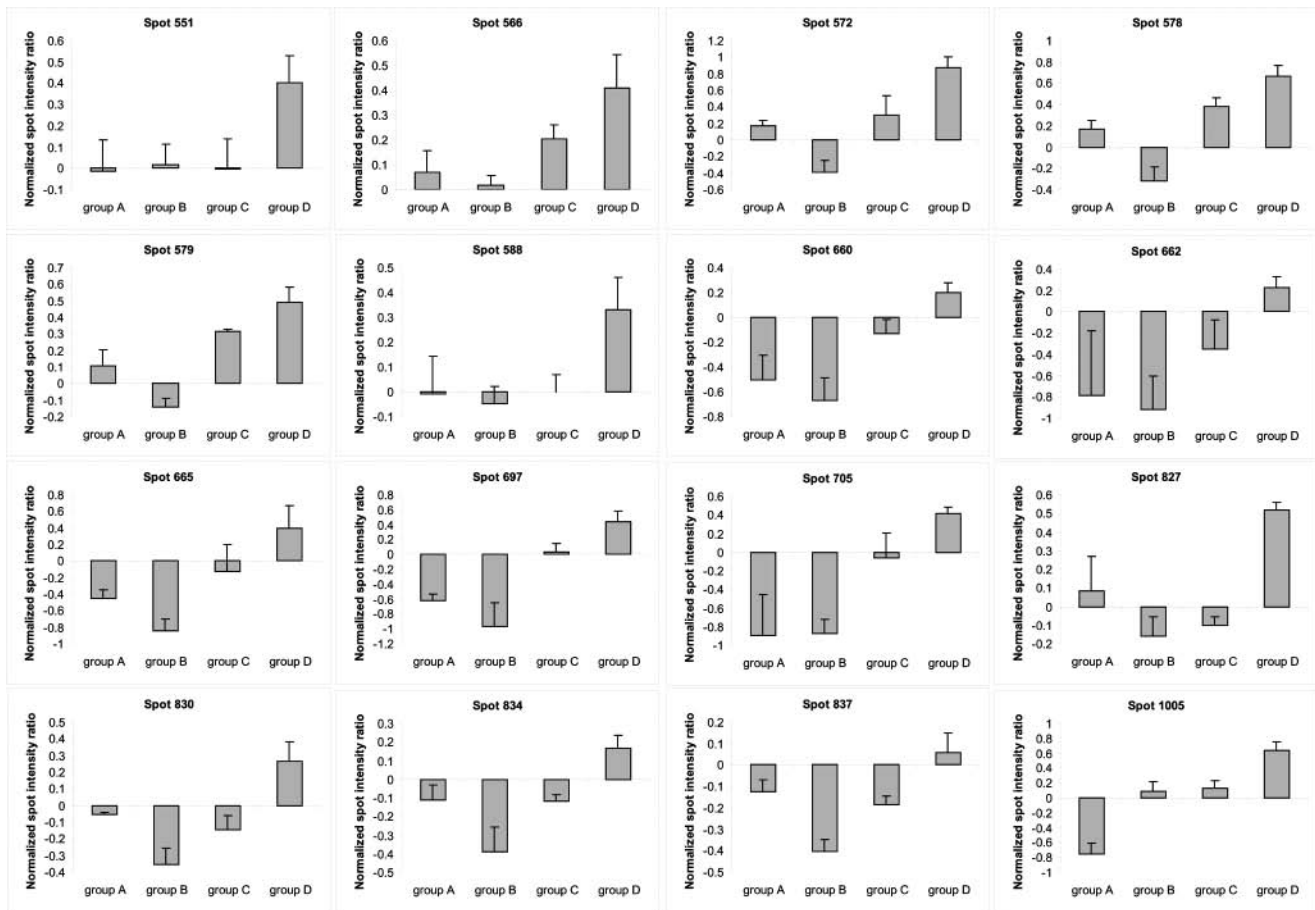 Spot 551
Normalized spot intensity ratio
0.6
0.5
0.4
0.3
0.2
0.1
0
-0.1
group A group B group C group D
Spot 566
Normalized spot intensity ratio
0.6
0.5
0.4
0.3
0.2
0.1
0
group A group B group C group D
Spot 572
Normalized spot intensity ratio
1.2
1
0.8
0.6
0.4
0.2
0
-0.2
-0.4
-0.6
group A group B group C group D
Spot 578
Normalized spot intensity ratio
1
0.8
0.6
0.4
0.2
0
-0.2
-0.4
group A group B group C group D
Spot 579
Normalized spot intensity ratio
0.7
0.6
0.5
0.4
0.3
0.2
0.1
0
-0.1
-0.2
group A group B group C group D
Spot 588
Normalized spot intensity ratio
0.5
0.4
0.3
0.2
0.1
0
-0.1
group A group B group C group D
Spot 660
Normalized spot intensity ratio
0.4
0.2
0
-0.2
-0.4
-0.6
-0.8
group A group B group C group D
Spot 662
Normalized spot intensity ratio
0.4
0.2
0
-0.2
-0.4
-0.6
-0.8
-1
group A group B group C group D
Spot 665
Normalized spot intensity ratio
0.8
0.6
0.4
0.2
0
-0.2
-0.4
-0.6
-0.8
-1
group A group B group C group D
Spot 697
Normalized spot intensity ratio
0.8
0.6
0.4
0.2
0
-0.2
-0.4
-0.6
-0.8
-1
-1.2
group A group B group C group D
Spot 705
Normalized spot intensity ratio
0.6
0.4
0.2
0
-0.2
-0.4
-0.6
-0.8
-1
group A group B group C group D
Spot 827
Normalized spot intensity ratio
0.6
0.5
0.4
0.3
0.2
0.1
0
-0.1
-0.2
group A group B group C group D
Spot 830
Normalized spot intensity ratio
0.5
0.4
0.3
0.2
0.1
0
-0.1
-0.2
-0.3
-0.4
group A group B group C group D
Spot 834
Normalized spot intensity ratio
0.3
0.2
0.1
0
-0.1
-0.2
-0.3
-0.4
-0.5
group A group B group C group D
Spot 837
Normalized spot intensity ratio
0.2
0.1
0
-0.1
-0.2
-0.3
-0.4
-0.5
group A group B group C group D
Spot 1005
Normalized spot intensity ratio
1
0.8
0.6
0.4
0.2
0
-0.2
-0.4
-0.6
-0.8
-1
group A group B group C group D